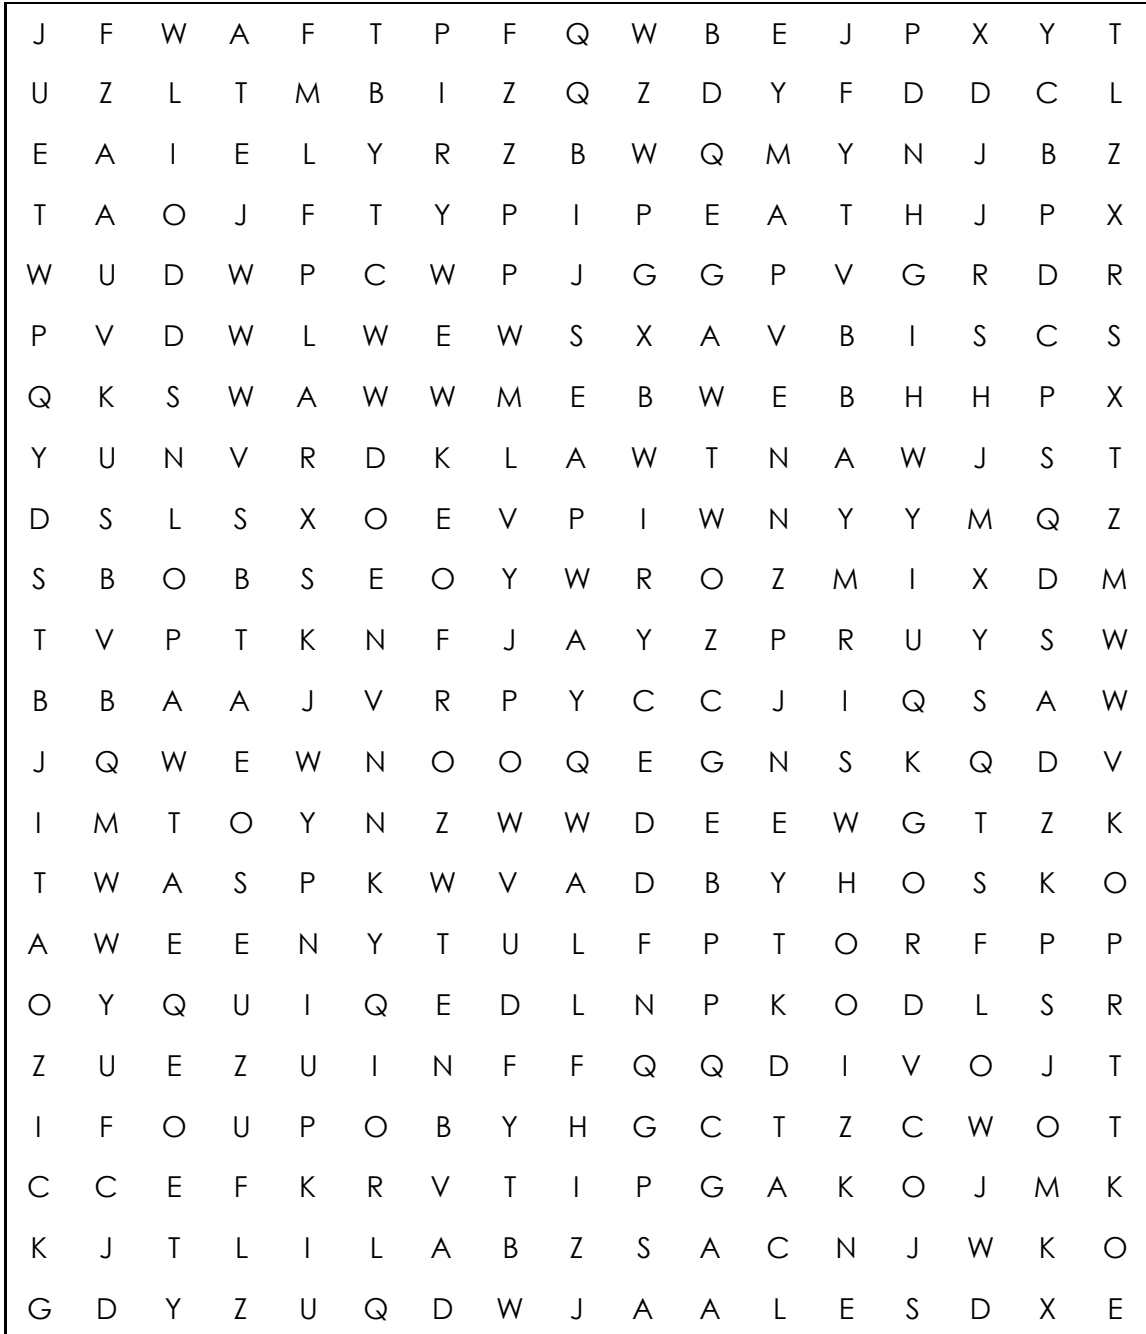 J F W A F T P F Q W B E J P X Y T
U Z L T M B I Z Q Z D Y F D D C L
E A I E L Y R Z B W Q M Y N J B Z
T A O J F T Y P I P E A T H J P X
W U D W P C W P J G G P V G R D R
P V D W L W E W S X A V B I S C S
Q K S W A W W M E B W E B H H P X
Y U N V R D K L A W T N A W J S T
D S L S X O E V P I W N Y Y M Q Z
S B O B S E O Y W R O Z M I X D M
T V P T K N F J A Y Z P R U Y S W
B B A A J V R P Y C C J I Q S A W
J Q W E W N O O Q E G N S K Q D V
I M T O Y N Z W W D E E W G T Z K
T W A S P K W V A D B Y H O S K O
A W E E N Y T U L F P T O R F P P
O Y Q U I Q E D L N P K O D L S R
Z U E Z U I N F F Q Q D I V O J T
I F O U P O B Y H G C T Z C W O T
C C E F K R V T I P G A K O J M K
K J T L I L A B Z S A C N J W K O
G D Y Z U Q D W J A A L E S D X E